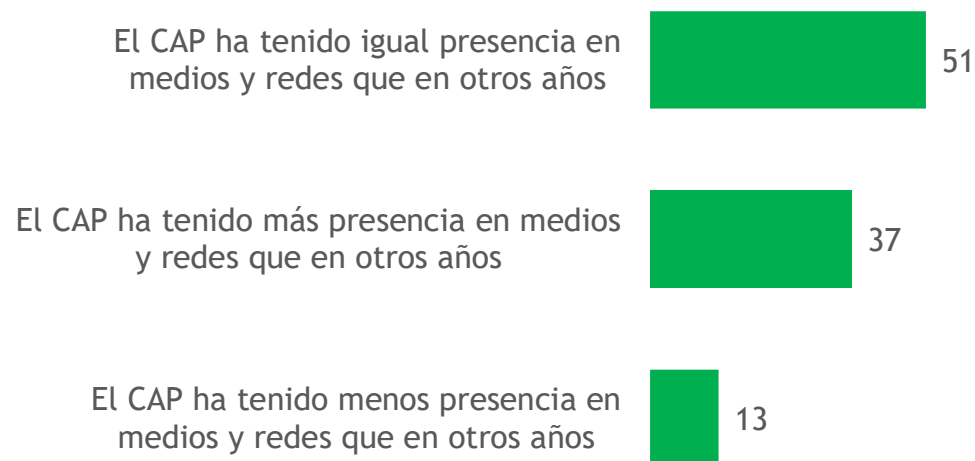 El CAP ha tenido igual presencia en
medios y redes que en otros años
51
El CAP ha tenido más presencia en medios
y redes que en otros años
37
El CAP ha tenido menos presencia en
medios y redes que en otros años
13